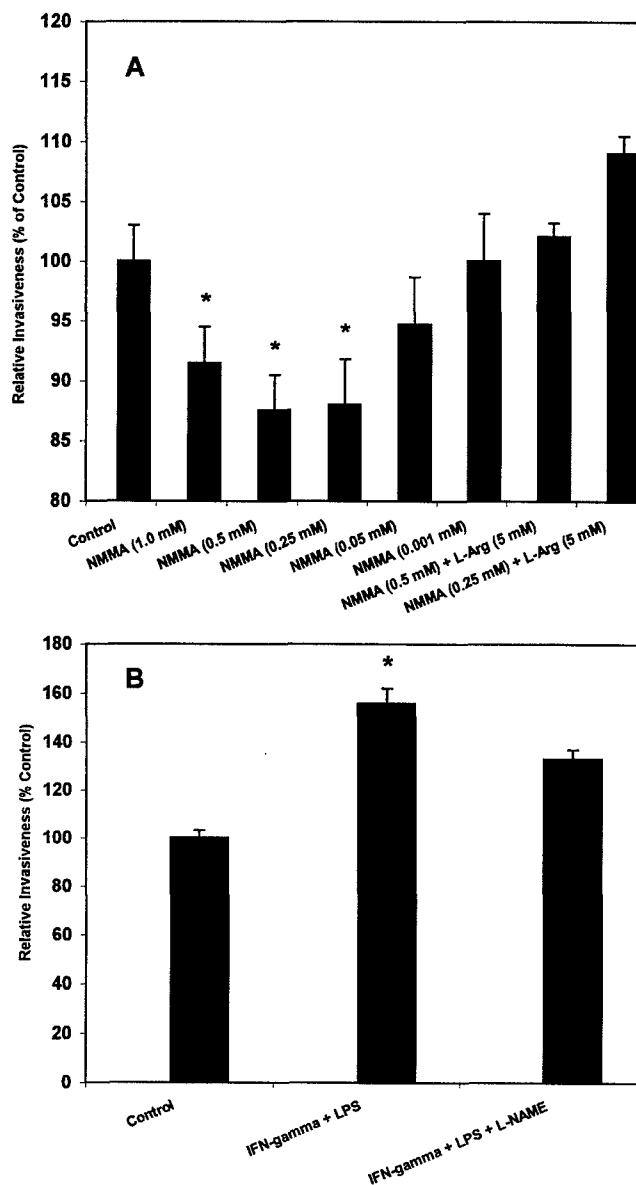 120
115
110
105
100
95
90
85
80
Relative Invasiveness (% of Control)
A
*
*
*
Control
NMMA (1.0 mM)
NMMA (0.5 mM)
NMMA (0.25 mM)
NMMA (0.05 mM)
NMMA (0.001 mM)
NMMA (0.5 mM) + L-Arg (5 mM)
NMMA (0.25 mM) + L-Arg (5 mM)
180
160
140
120
100
80
60
40
20
0
Relative Invasiveness (% Control)
B
*
Control
IFN-gamma + LPS
IFN-gamma + LPS + L-NAME